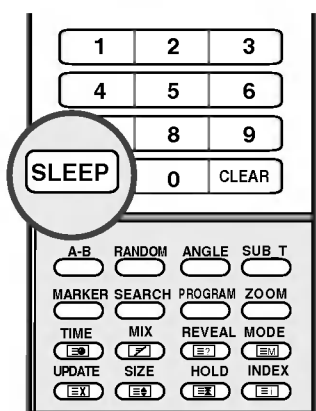 1 2 3
4 5 6
8 9
SLEEP 0 CLEAR
A-B RANDOM ANGLE SUB T
MARKER SEARCH PROGRAM ZOOM
TIME MIX REVEAL MODE
?
M
UPDATE SIZE HOLD INDEX
X
i